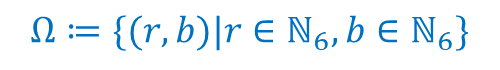 Ω ≔ {(r, b)|r ∈ ℕ₆, b ∈ ℕ₆}